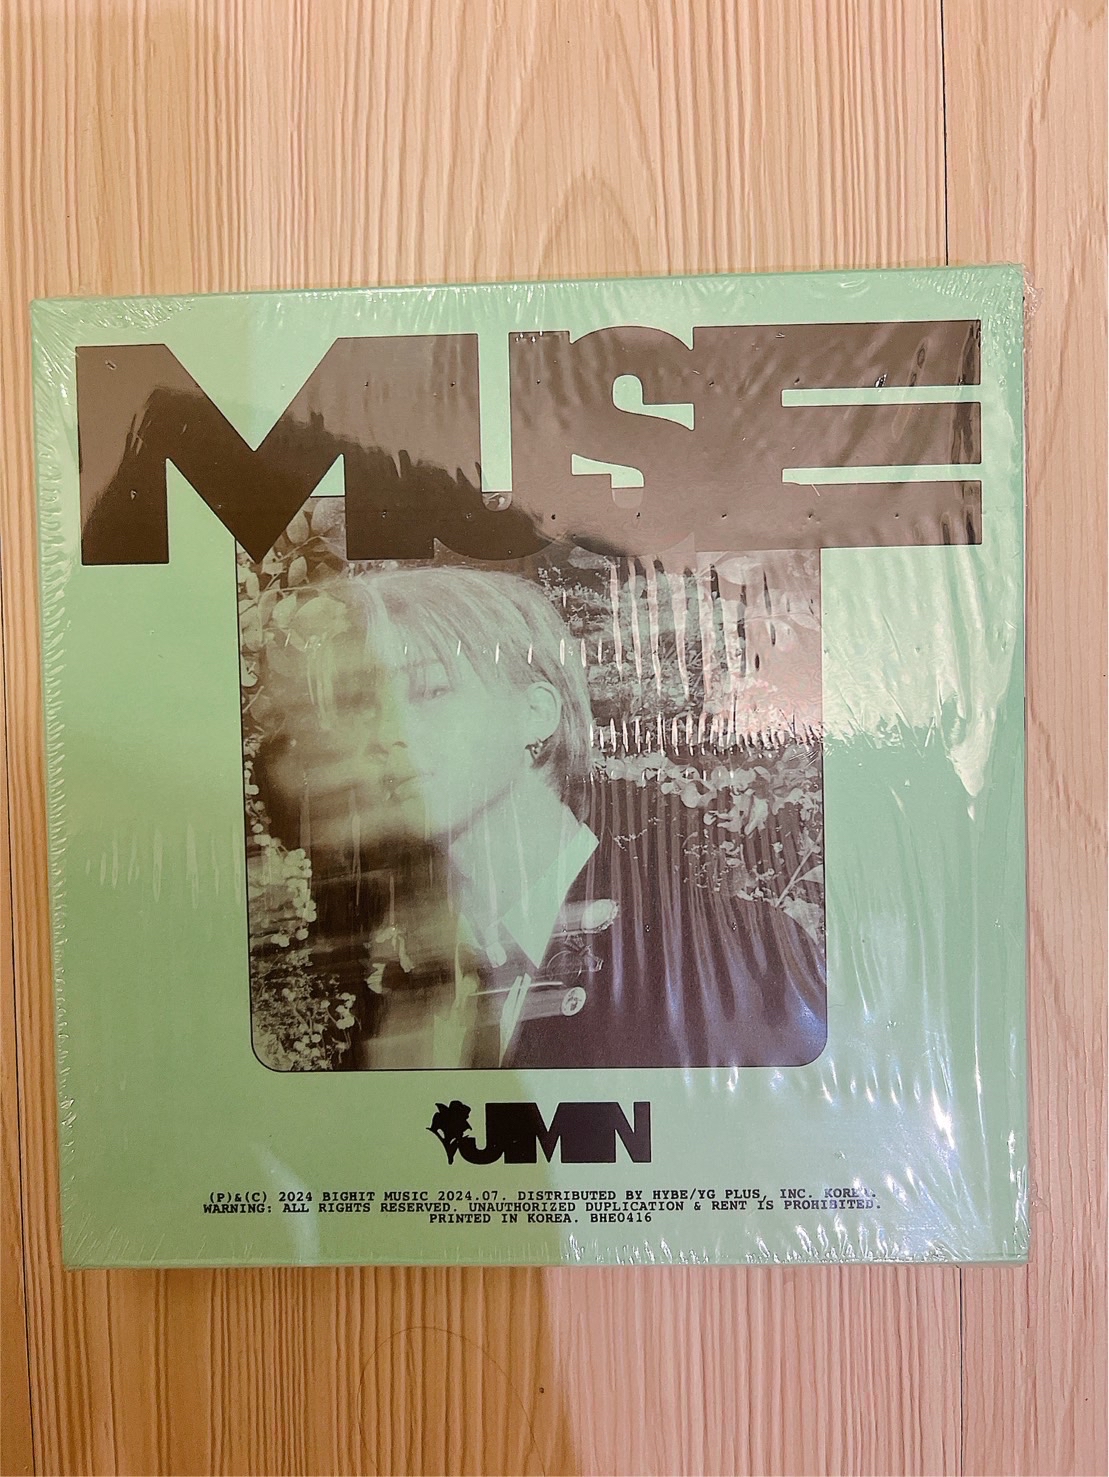 MUSE
JIMIN
(P)&(C) 2024 BIGHIT MUSIC 2024.07. DISTRIBUTED BY HYBE/YG PLUS, INC. KOREA.
WARNING: ALL RIGHTS RESERVED. UNAUTHORIZED DUPLICATION & RENT IS PROHIBITED.
PRINTED IN KOREA. BHE0416